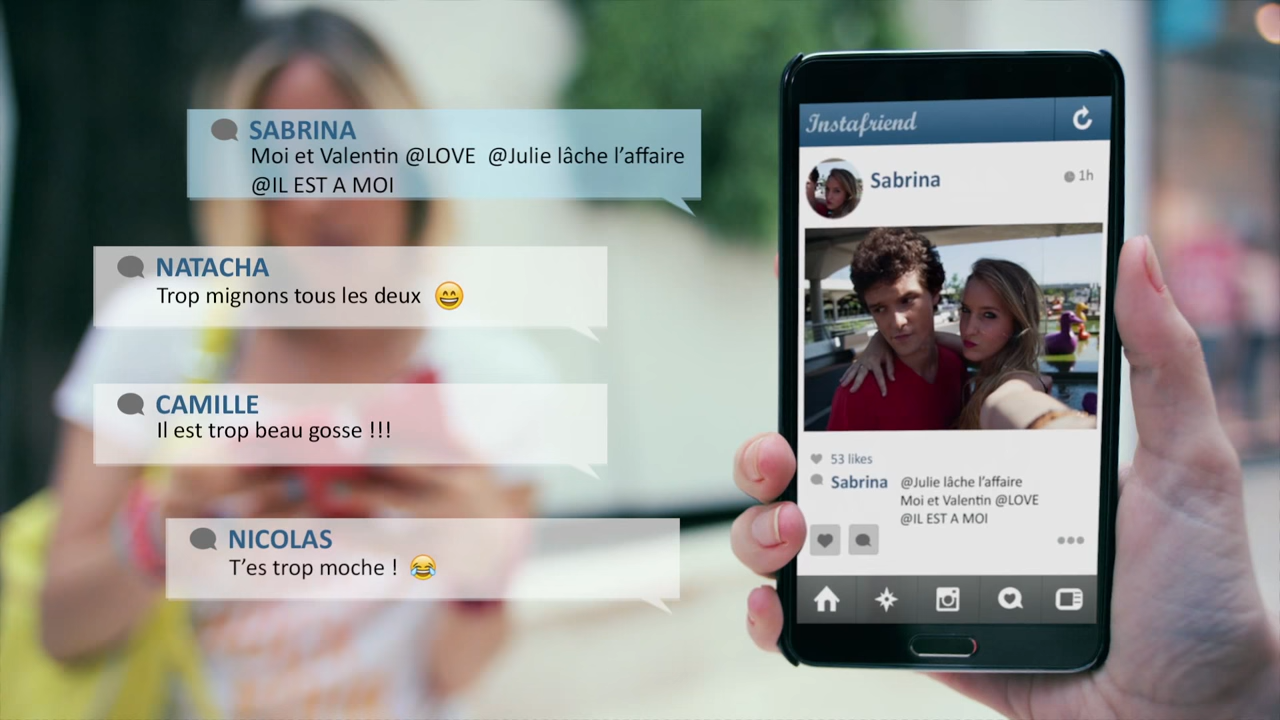 SABRINA
Moi et Valentin @LOVE @Julie lâche l'affaire
@IL EST A MOI
NATACHA
Trop mignons tous les deux 😄
CAMILLE
Il est trop beau gosse !!!
NICOLAS
T'es trop moche ! 😂
Instafriend
Sabrina
1h
53 likes
Sabrina @Julie lâche l'affaire
Moi et Valentin @LOVE
@IL EST A MOI